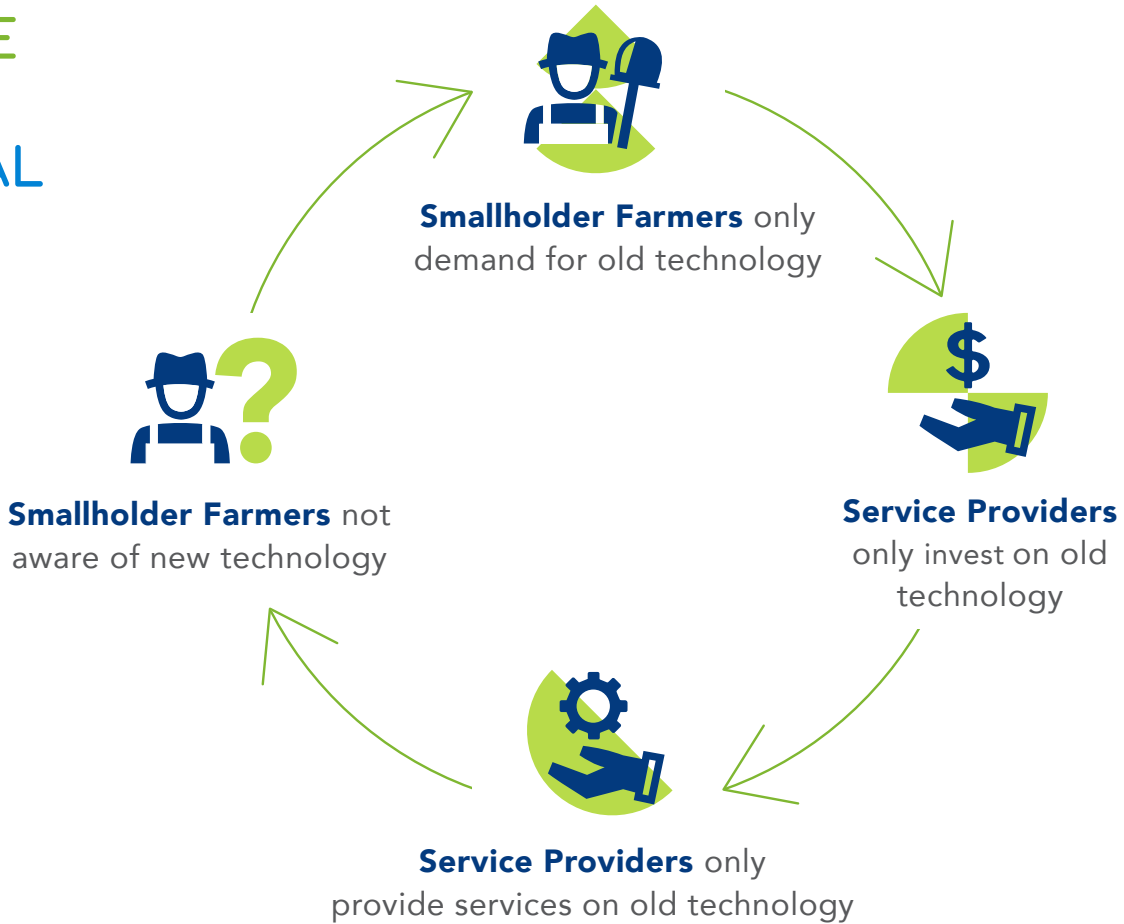 E
AL
Smallholder Farmers only
demand for old technology
Smallholder Farmers not
aware of new technology
Service Providers
only invest on old
technology
Service Providers only
provide services on old technology